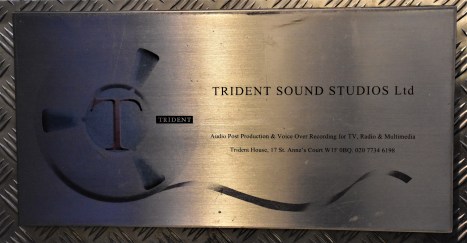 TRIDENT SOUND STUDIOS Ltd
T
TRIDENT
Audio Post Production & Voice Over Recording for TV, Radio & Multimedia
Trident House, 17 St. Anne's Court W1F 0BQ: 020 7734 6198